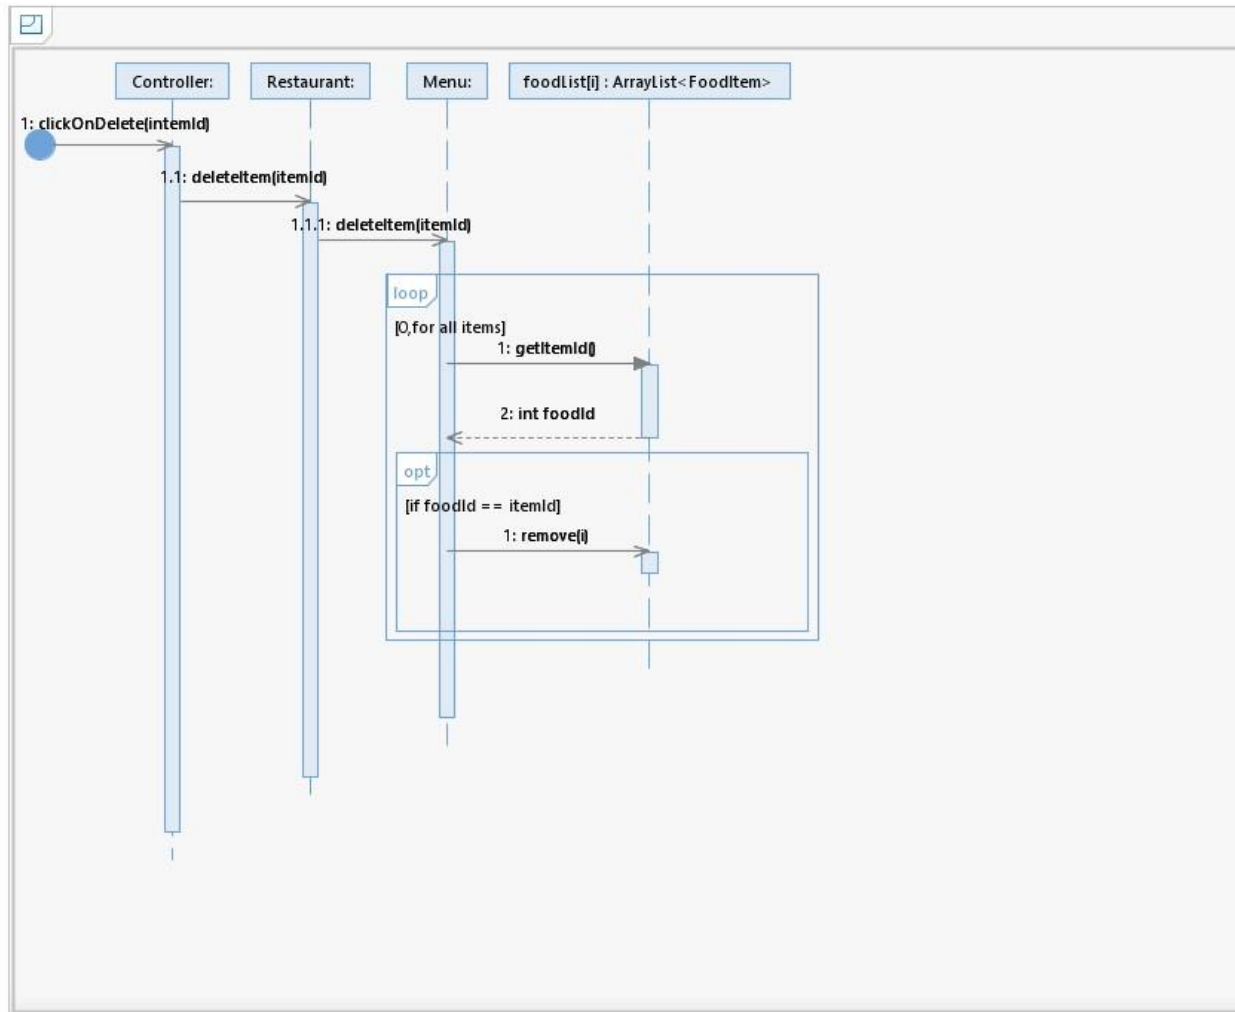 Controller:
Restaurant:
Menu:
foodList[i] : ArrayList<FoodItem>
1: clickOnDelete(intemId)
1.1: deleteItem(itemId)
1.1.1: deleteItem(itemId)
loop
[0,for all items]
1: getItemId()
2: int foodId
opt
[if foodId == itemId]
1: remove(i)